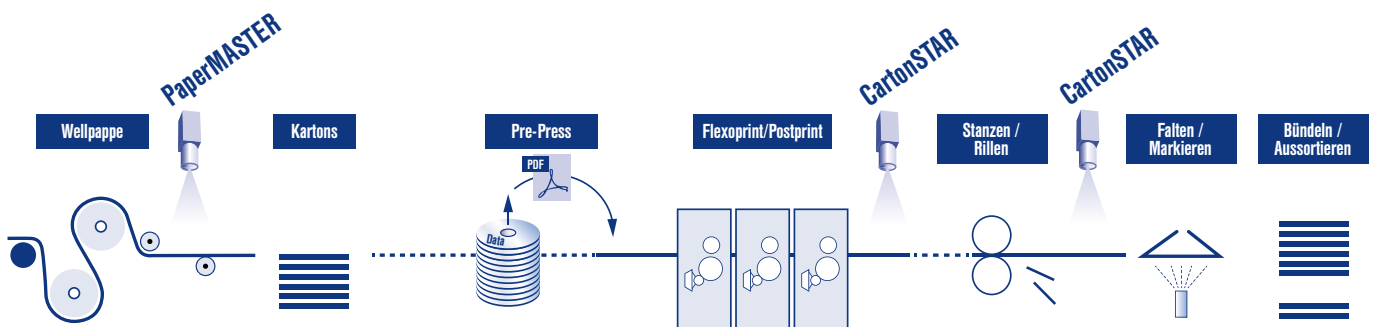 PaperMASTER
CartonSTAR
CartonSTAR
Wellpappe
Kartons
Pre-Press
Flexoprint/Postprint
Stanzen /
Rillen
Falten /
Markieren
Bündeln /
Aussortieren
PDF
Data